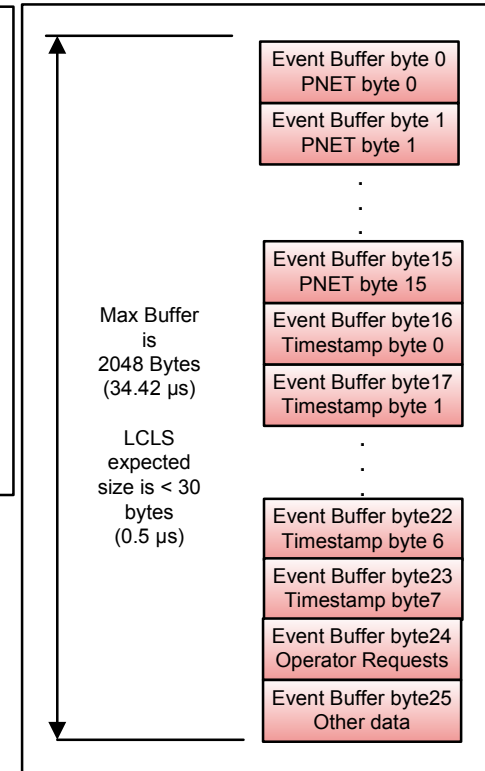 Event Buffer byte 0
PNET byte 0
Event Buffer byte 1
PNET byte 1
.
.
.
Event Buffer byte15
PNET byte 15
Event Buffer byte16
Timestamp byte 0
Event Buffer byte17
Timestamp byte 1
.
.
.
Event Buffer byte22
Timestamp byte 6
Event Buffer byte23
Timestamp byte7
Event Buffer byte24
Operator Requests
Event Buffer byte25
Other data
Max Buffer
is
2048 Bytes
(34.42 µs)
LCLS
expected
size is < 30
bytes
(0.5 µs)